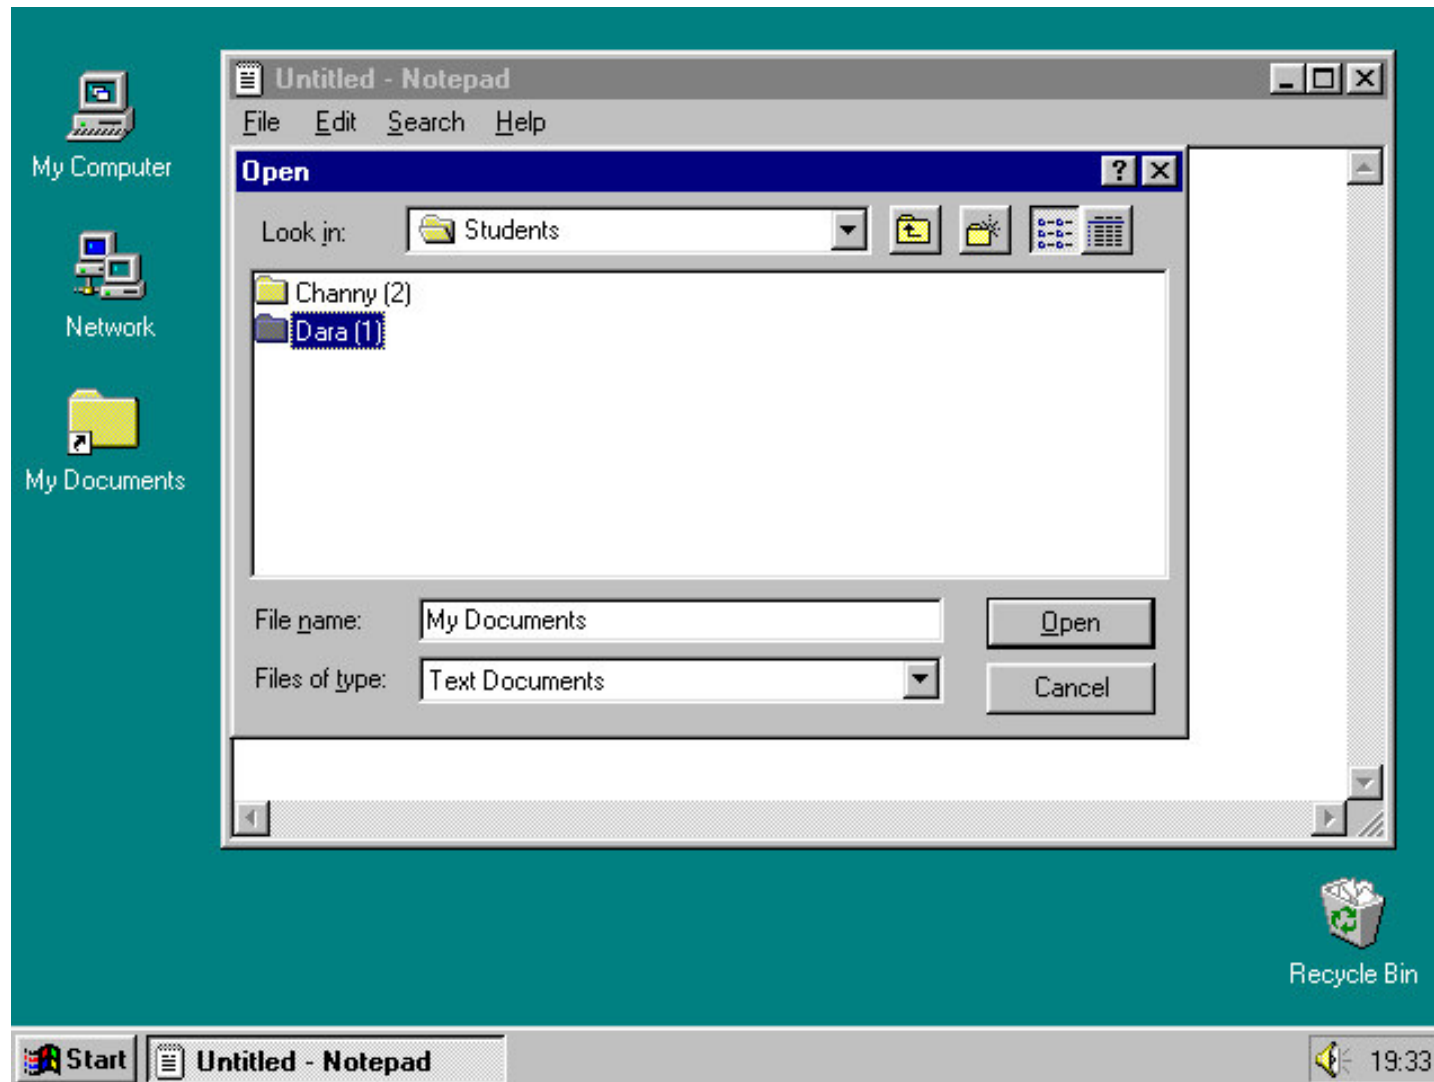 Untitled - Notepad
File Edit Search Help
My Computer
Open
Look in: Students
Channy (2)
Dara (1)
Network
My Documents
File name: My Documents Open
Files of type: Text Documents Cancel
Recycle Bin
Start Untitled - Notepad 19:33